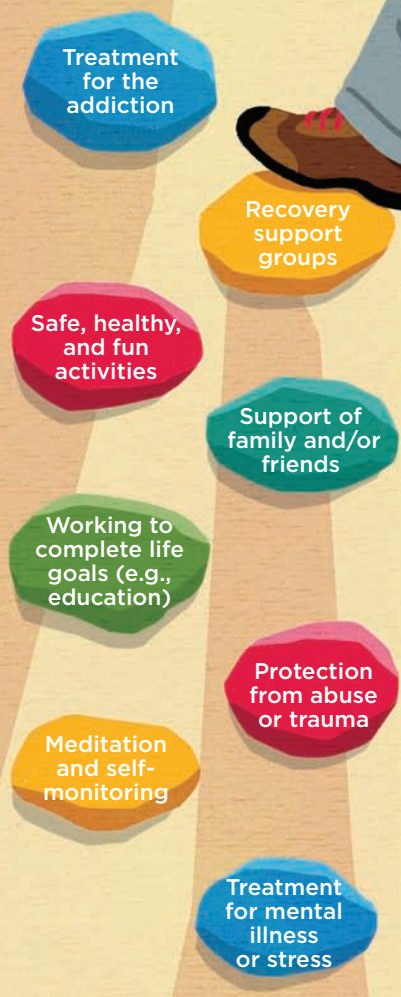 Treatment
for the
addiction
Recovery
support
groups
Safe, healthy,
and fun
activities
Support of
family and/or
friends
Working to
complete life
goals (e.g.,
education)
Protection
from abuse
or trauma
Meditation
and self-
monitoring
Treatment
for mental
illness
or stress